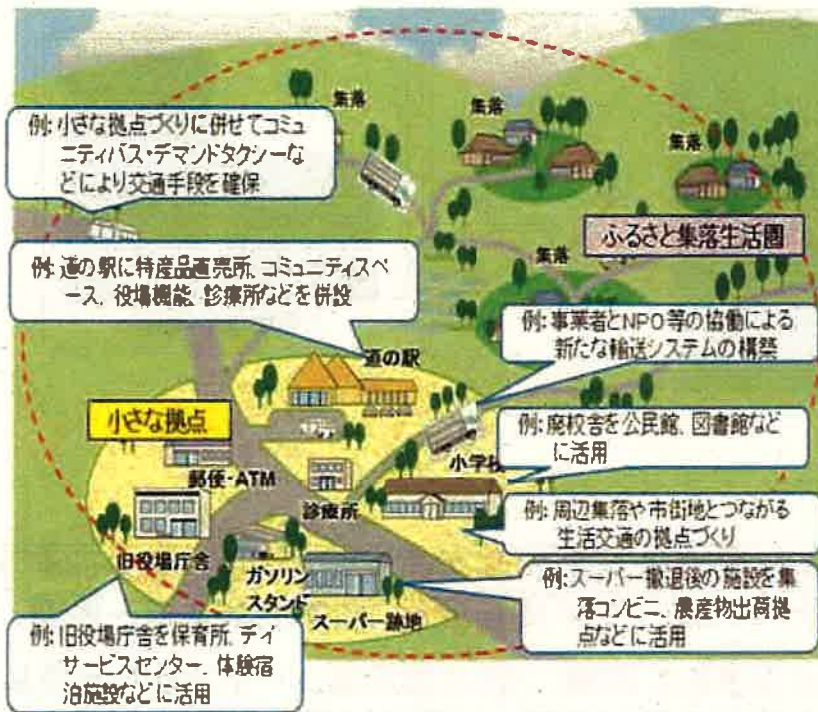 集落
集落
例: 小さな拠点づくりに併せてコミュ
ニティバス・デマンドタクシーな
どにより交通手段を確保
集落
ふるさと集落生活圏
例: 道の駅に特産品直売所、コミュニティスペ
ース、役場機能、診療所などを併設
集落
例: 事業者とNPO等の協働による
新たな輸送システムの構築
道の駅
小さな拠点
例: 廃校舎を公民館、図書館など
に活用
郵便・ATM
小学校
診療所
例: 周辺集落や市街地とつながる
生活交通の拠点づくり
旧役場庁舎
ガソリン
スタンド
例: スーパー撤退後の施設を集
落コンビニ、農産物出荷拠
点などに活用
スーパー跡地
例: 旧役場庁舎を保育所、デイ
サービスセンター、体験宿
泊施設などに活用